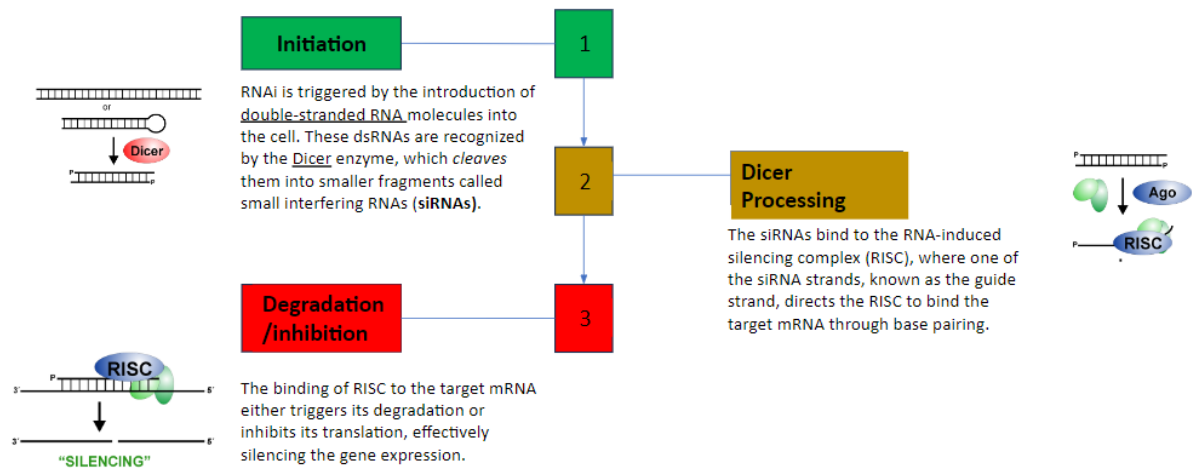 Initiation
1
RNAi is triggered by the introduction of
double-stranded RNA molecules into
the cell. These dsRNAs are recognized
by the Dicer enzyme, which cleaves
them into smaller fragments called
small interfering RNAs (siRNAs).
or
Dicer
P
P
2
Dicer
Processing
The siRNAs bind to the RNA-induced
silencing complex (RISC), where one of
the siRNA strands, known as the guide
strand, directs the RISC to bind the
target mRNA through base pairing.
P
P
Ago
P
RISC
Degradation
/inhibition
3
The binding of RISC to the target mRNA
either triggers its degradation or
inhibits its translation, effectively
silencing the gene expression.
RISC
P
3' 5'
3' 5'
"SILENCING"